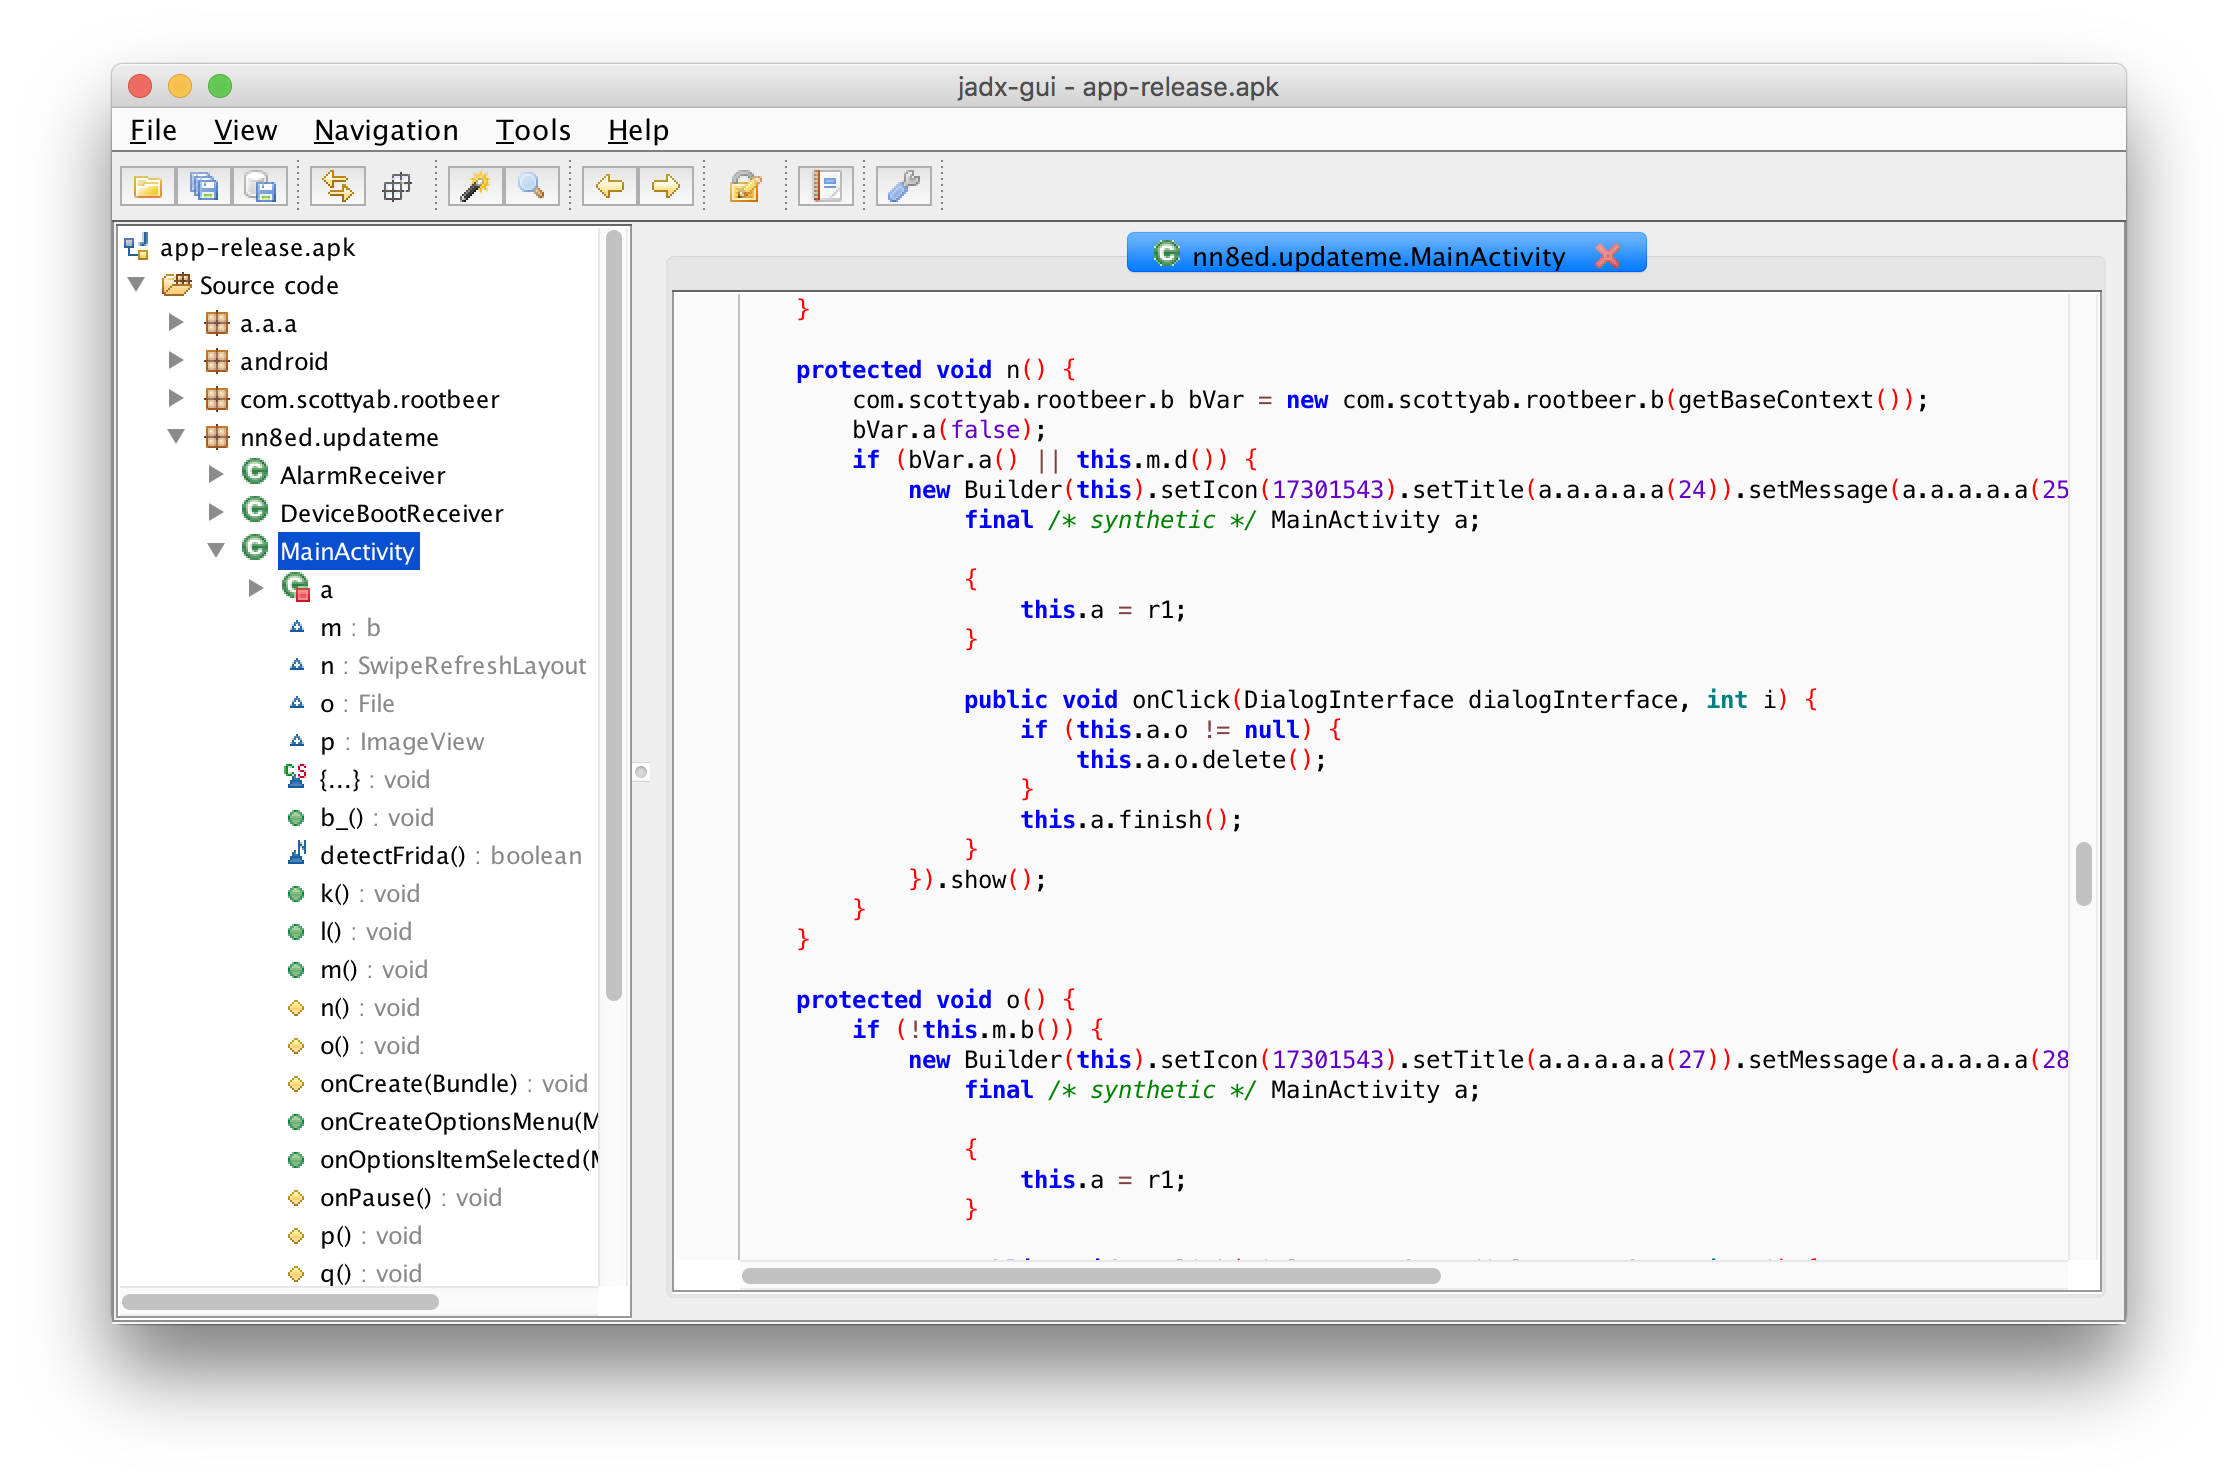 jadx-gui - app-release.apk
File View Navigation Tools Help
app-release.apk
Source code
a.a.a
android
com.scottyab.rootbeer
nn8ed.updateme
AlarmReceiver
DeviceBootReceiver
MainActivity
a
m : b
n : SwipeRefreshLayout
o : File
p : ImageView
{...} : void
b_() : void
detectFrida() : boolean
k() : void
l() : void
m() : void
n() : void
o() : void
onCreate(Bundle) : void
onCreateOptionsMenu(M
onOptionsItemSelected(M
onPause() : void
p() : void
q() : void
nn8ed.updateme.MainActivity
}
protected void n() {
com.scottyab.rootbeer.b bVar = new com.scottyab.rootbeer.b(getBaseContext());
bVar.a(false);
if (bVar.a() || this.m.d()) {
new Builder(this).setIcon(17301543).setTitle(a.a.a.a.a(24)).setMessage(a.a.a.a.a(25
final /* synthetic */ MainActivity a;
{
this.a = r1;
}
public void onClick(DialogInterface dialogInterface, int i) {
if (this.a.o != null) {
this.a.o.delete();
}
this.a.finish();
}
}).show();
}
}
protected void o() {
if (!this.m.b()) {
new Builder(this).setIcon(17301543).setTitle(a.a.a.a.a(27)).setMessage(a.a.a.a.a(28
final /* synthetic */ MainActivity a;
{
this.a = r1;
}